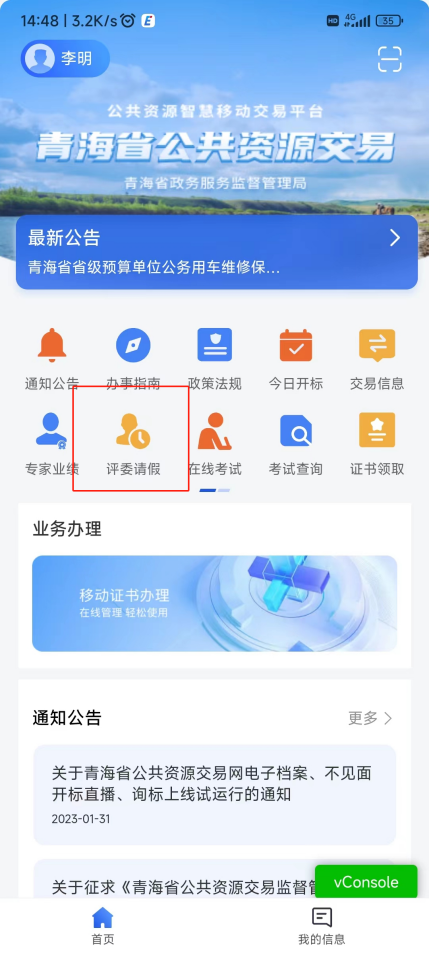 14:48 | 3.2K/s
HD 4G 35
李明
公共资源智慧移动交易平台
青海省公共资源交易
青海省政务服务监督管理局
最新公告
青海省省级预算单位公务用车维修保...
通知公告 办事指南 政策法规 今日开标 交易信息
专家业绩 评委请假 在线考试 考试查询 证书领取
业务办理
移动证书办理
在线管理 轻松使用
通知公告 更多
关于青海省公共资源交易网电子档案、不见面
开标直播、询标上线试运行的通知
2023-01-31
关于征求《青海省公共资源交易监督管
vConsole
首页 我的信息